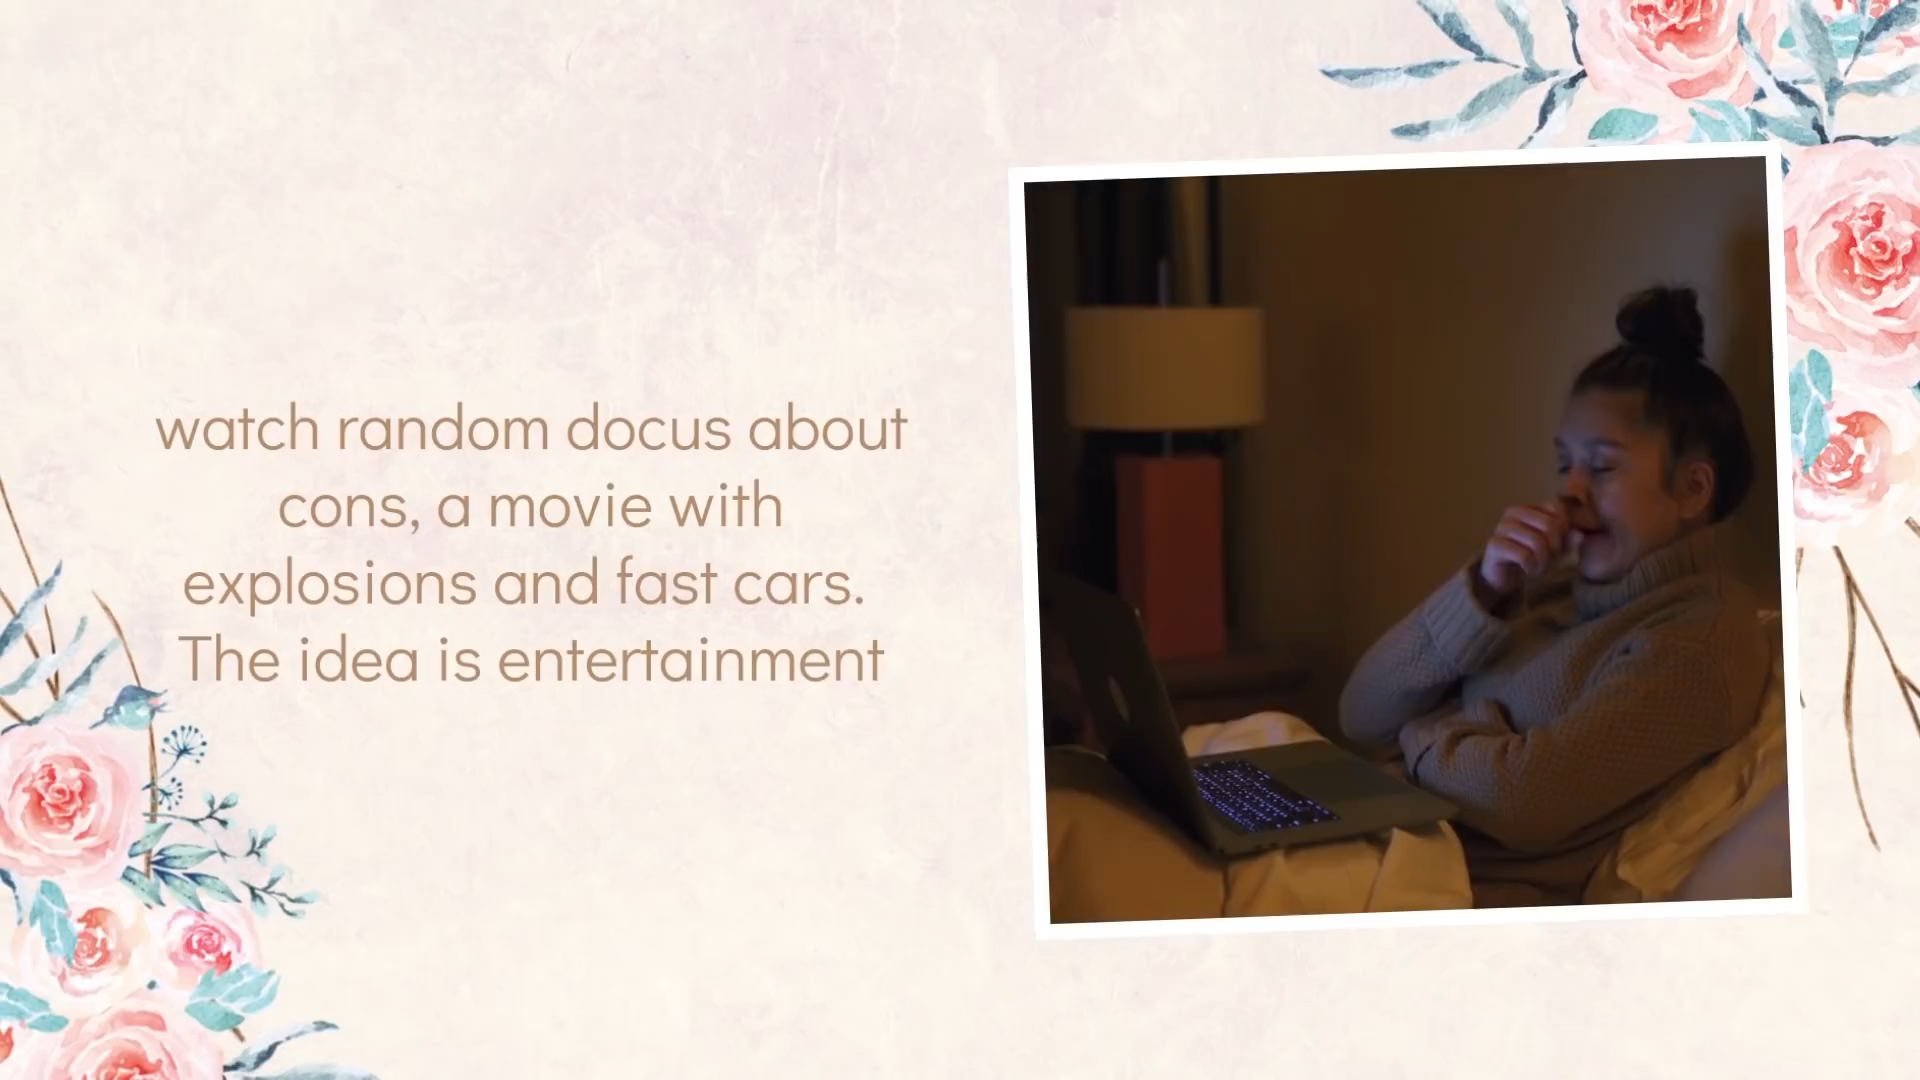 watch random docus about
cons, a movie with
explosions and fast cars.
The idea is entertainment